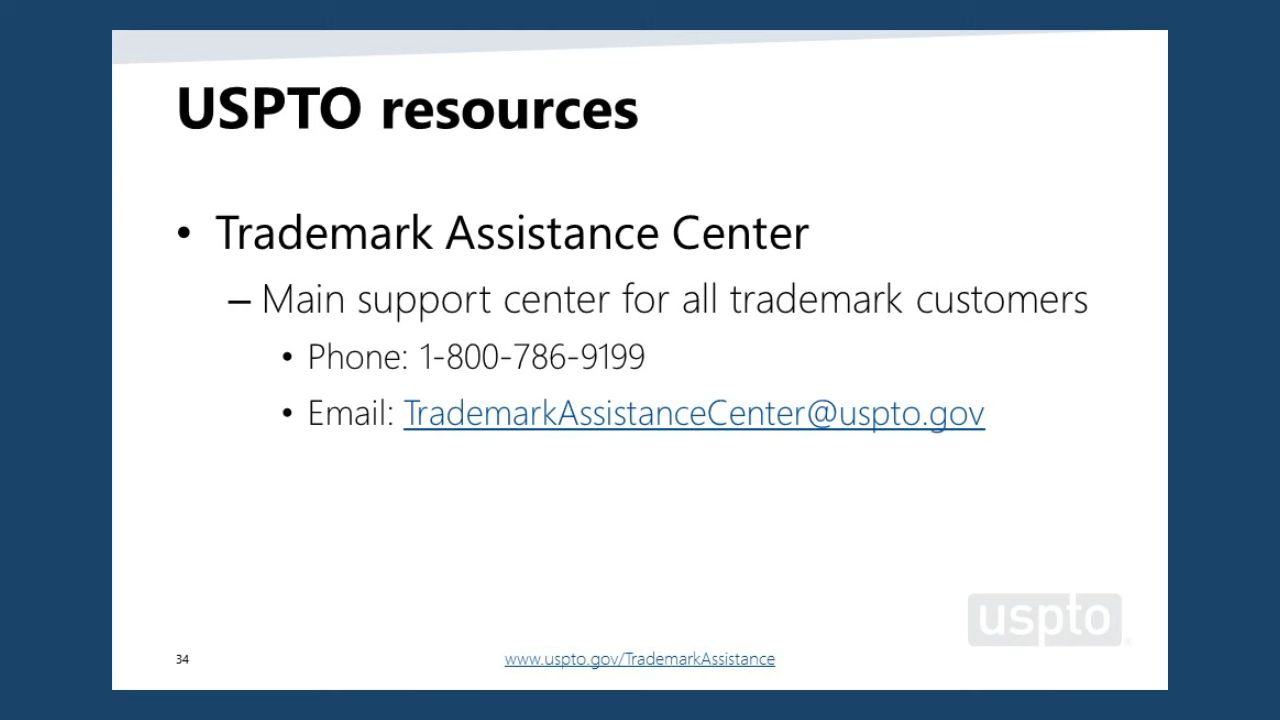 USPTO resources
• Trademark Assistance Center
– Main support center for all trademark customers
• Phone: 1-800-786-9199
• Email: TrademarkAssistanceCenter@uspto.gov
uspto
34
www.uspto.gov/TrademarkAssistance